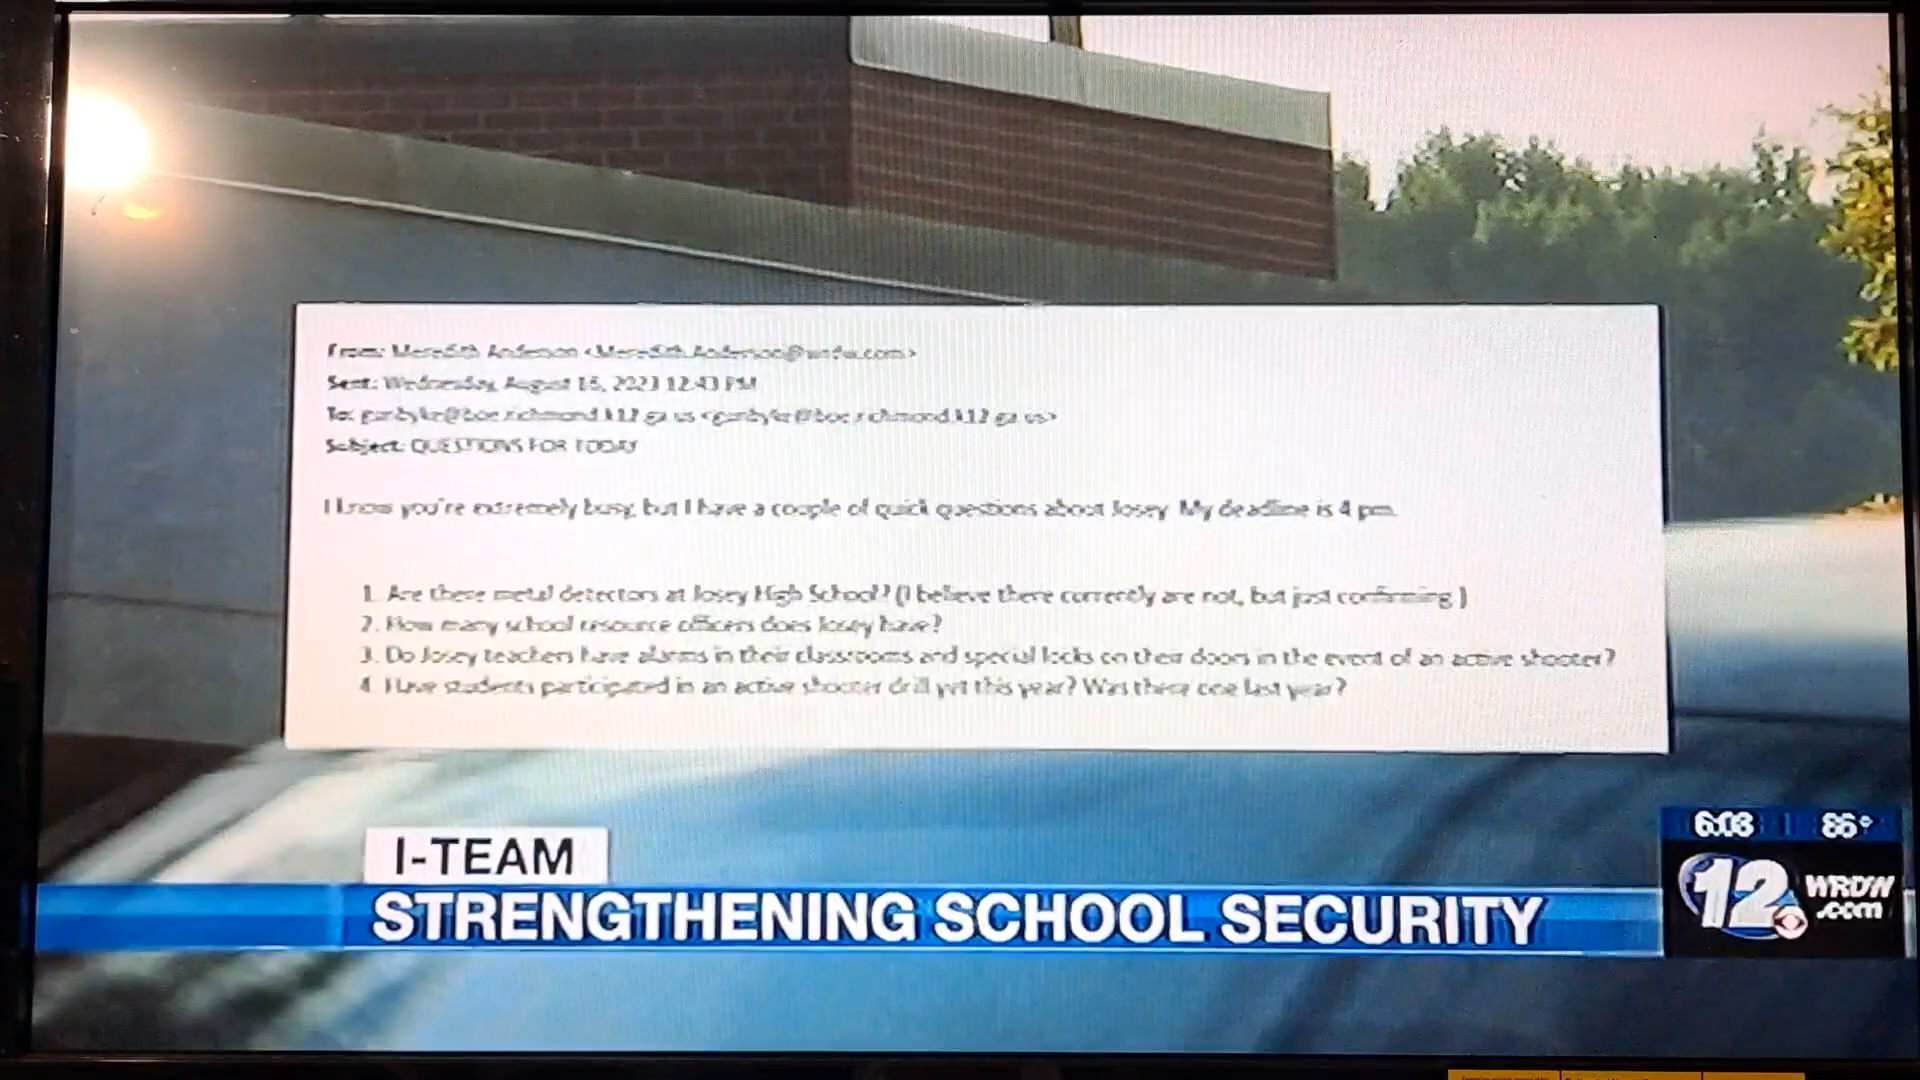 From: Meredith Anderson <Meredith.Anderson@wrdw.com>
Sent: Wednesday, August 16, 2023 12:43 PM
To:
Subject: QUESTIONS FOR TODAY
I know you're extremely busy, but I have a couple of quick questions about Josey. My deadline is 4 pm.
1. Are there metal detectors at Josey High School? (I believe there currently are not, but just confirming.)
2. How many school resource officers does Josey have?
3. Do Josey teachers have alarms in their classrooms and special locks on their doors in the event of an active shooter?
4. Have students participated in an active shooter drill yet this year? Was there one last year?
6:03 86°
I-TEAM
STRENGTHENING SCHOOL SECURITY
12 WRDW
.com